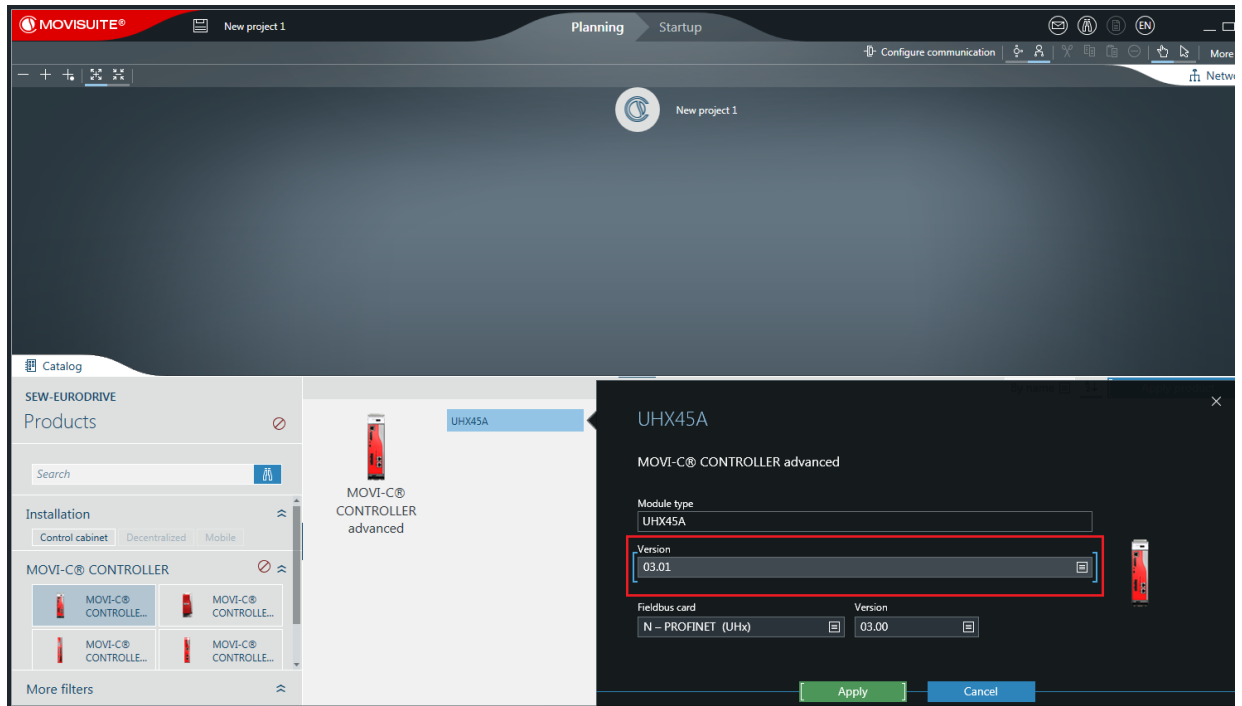 MOVISUITE®
New project 1
Planning
Startup
EN
Configure communication
More
Netwo
New project 1
Catalog
SEW-EURODRIVE
Products
Search
Installation
Control cabinet
Decentralized
Mobile
MOVI-C® CONTROLLER
MOVI-C®
CONTROLLE...
MOVI-C®
CONTROLLE...
MOVI-C®
CONTROLLE...
MOVI-C®
CONTROLLE...
More filters
MOVI-C®
CONTROLLER
advanced
UHX45A
UHX45A
MOVI-C® CONTROLLER advanced
Module type
UHX45A
Version
03.01
Fieldbus card
Version
N – PROFINET (UHx)
03.00
Apply
Cancel